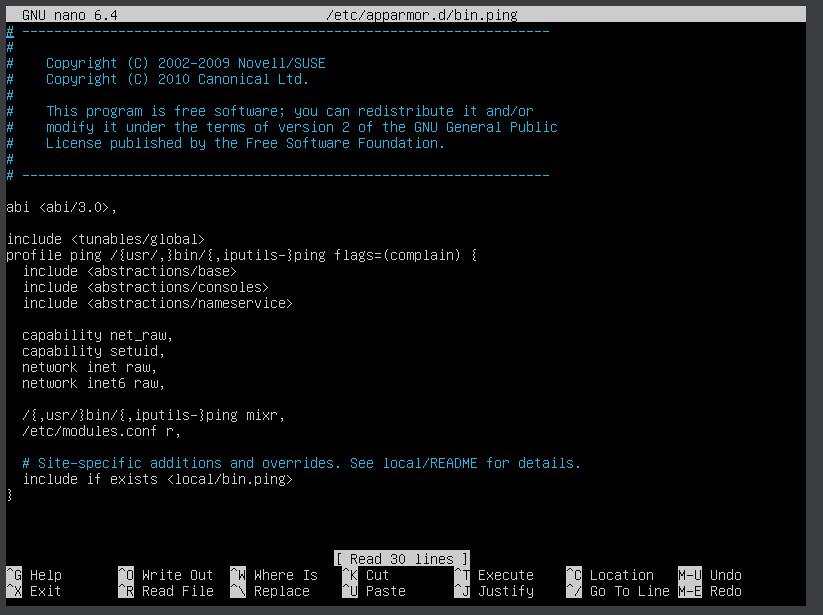 GNU nano 6.4 /etc/apparmor.d/bin.ping
# ------------------------------------------------------------------
#
#    Copyright (C) 2002-2009 Novell/SUSE
#    Copyright (C) 2010 Canonical Ltd.
#
#    This program is free software; you can redistribute it and/or
#    modify it under the terms of version 2 of the GNU General Public
#    License published by the Free Software Foundation.
#
# ------------------------------------------------------------------
abi <abi/3.0>,
include <tunables/global>
profile ping /{usr/,}bin/{,iputils-}ping flags=(complain) {
  include <abstractions/base>
  include <abstractions/consoles>
  include <abstractions/nameservice>
  capability net_raw,
  capability setuid,
  network inet raw,
  network inet6 raw,
  /{,usr/}bin/{,iputils-}ping mixr,
  /etc/modules.conf r,
  # Site-specific additions and overrides. See local/README for details.
  include if exists <local/bin.ping>
}
[ Read 30 lines ]
^G Help ^O Write Out ^W Where Is ^K Cut ^T Execute ^C Location M-U Undo
^X Exit ^R Read File ^\ Replace ^U Paste ^J Justify ^/ Go To Line M-E Redo